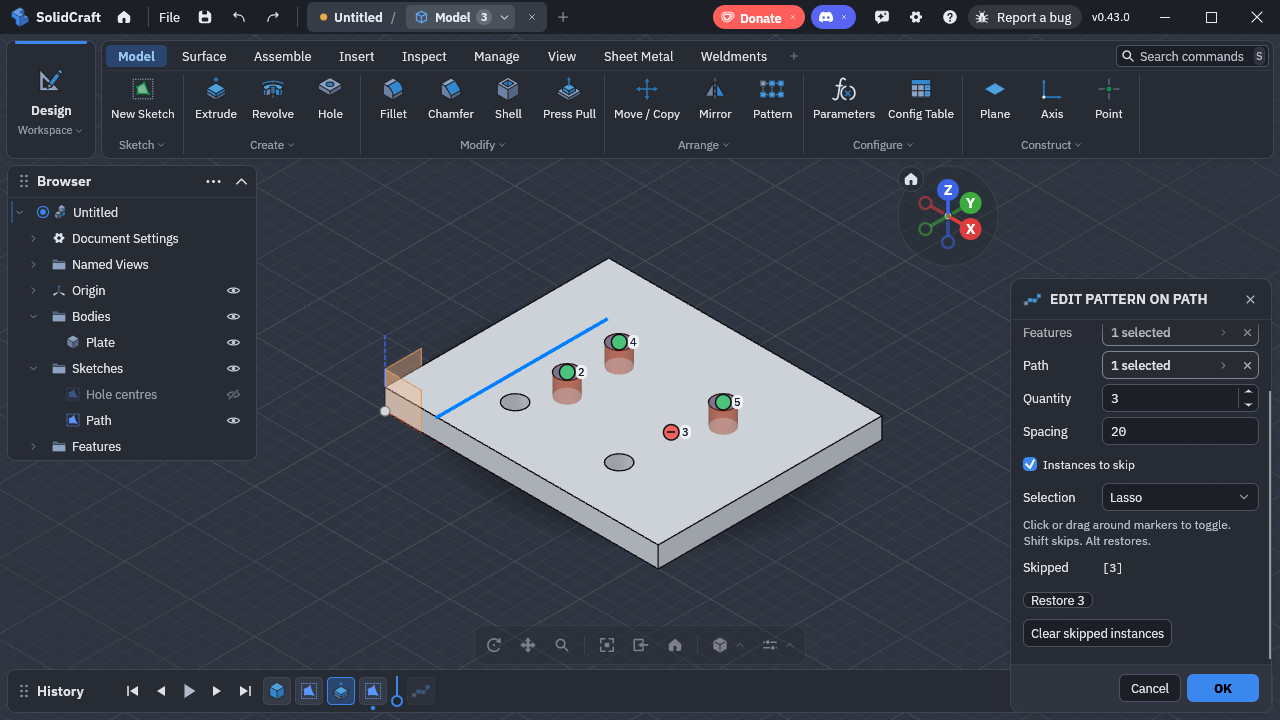 SolidCraft
File
Untitled / Model 3
Donate
Report a bug
v0.43.0
Design
Workspace
Model Surface Assemble Insert Inspect Manage View Sheet Metal Weldments
Search commands S
New Sketch Extrude Revolve Hole Fillet Chamfer Shell Press Pull Move / Copy Mirror Pattern Parameters Config Table Plane Axis Point
Sketch Create Modify Arrange Configure Construct
Browser
Untitled
Document Settings
Named Views
Origin
Bodies
Plate
Sketches
Hole centres
Path
Features
Z
Y
X
4
2
5
3
EDIT PATTERN ON PATH
Features 1 selected
Path 1 selected
Quantity 3
Spacing 20
Instances to skip
Selection Lasso
Click or drag around markers to toggle.
Shift skips. Alt restores.
Skipped [3]
Restore 3
Clear skipped instances
Cancel OK
History